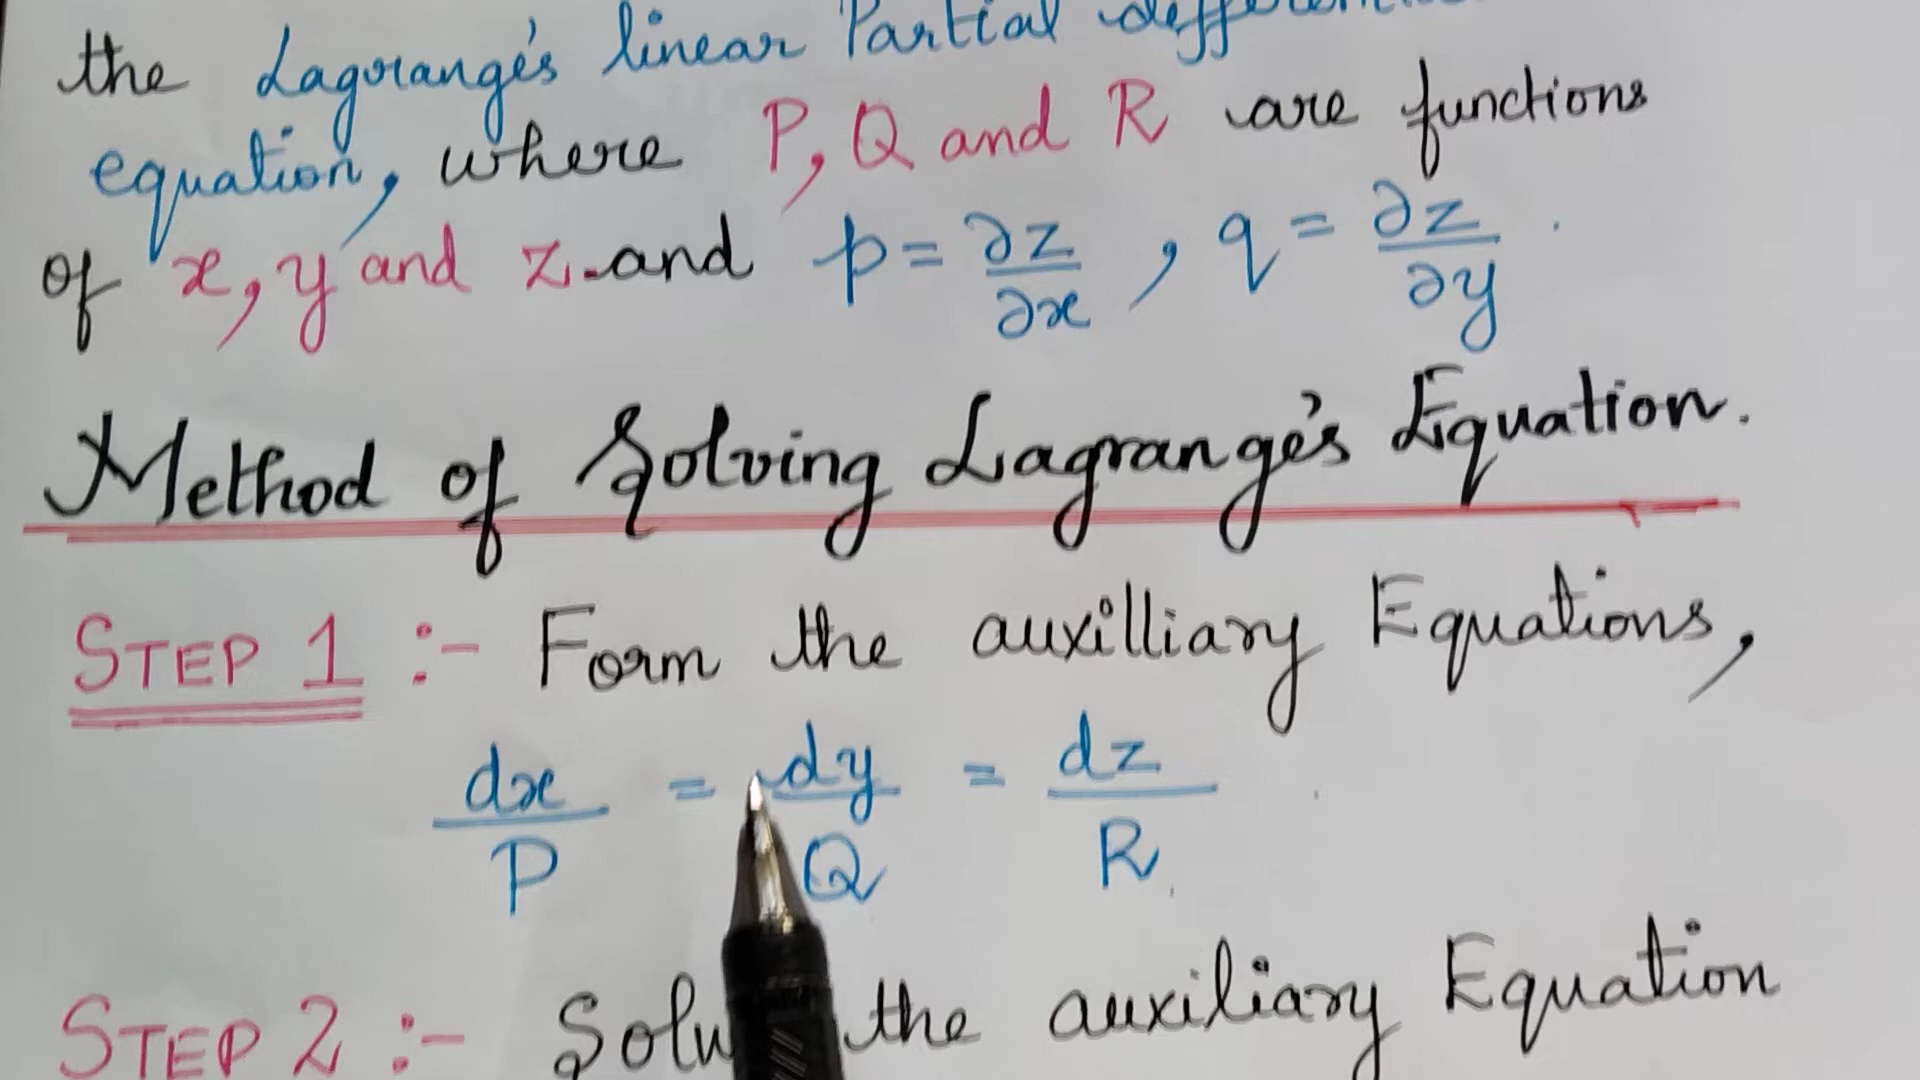 the Lagrange's linear Partial
equation, where P, Q and R are functions
of x, y and z and p = ∂z/∂x , q = ∂z/∂y .
Method of Solving Lagrange's Equation.
STEP 1 :- Form the auxilliary Equations,
dx/P = dy/Q = dz/R .
STEP 2 :- the auxiliary Equation